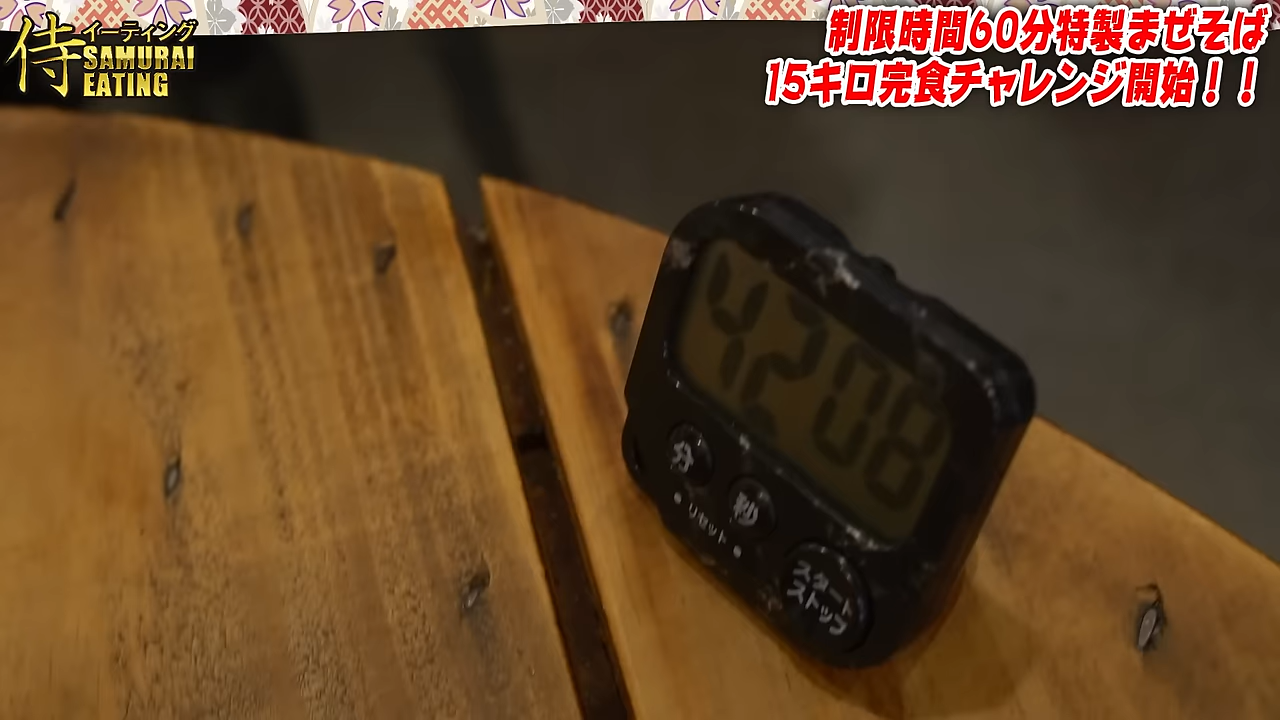 侍
イーティング
SAMURAI
EATING
制限時間60分特製まぜそば
15キロ完食チャレンジ開始！！
42 08
分
秒
リセット
スタート
ストップ